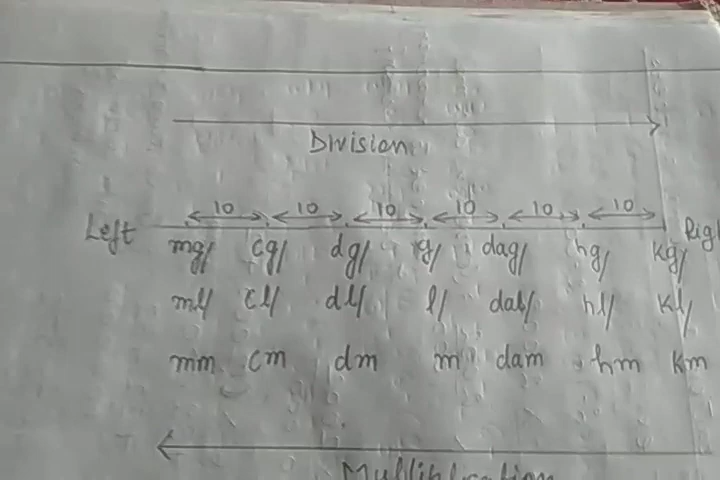 Division
10 10 10 10 10 10
Left
mg/ cg/ dg/ g/ dag/ hg/ kg/
ml/ cl/ dl/ l/ dal/ hl/ kl/
mm cm dm m dam hm km